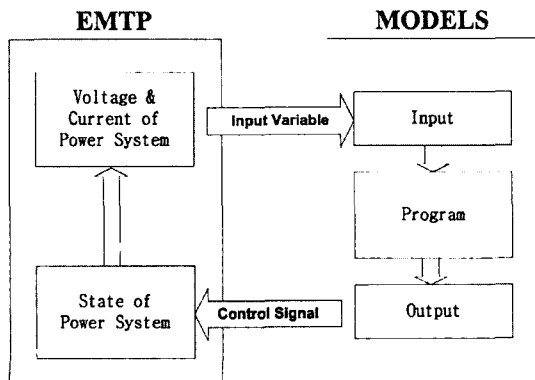 EMTP
MODELS
Voltage &
Current of
Power System
Input Variable
Input
Program
State of
Power System
Control Signal
Output